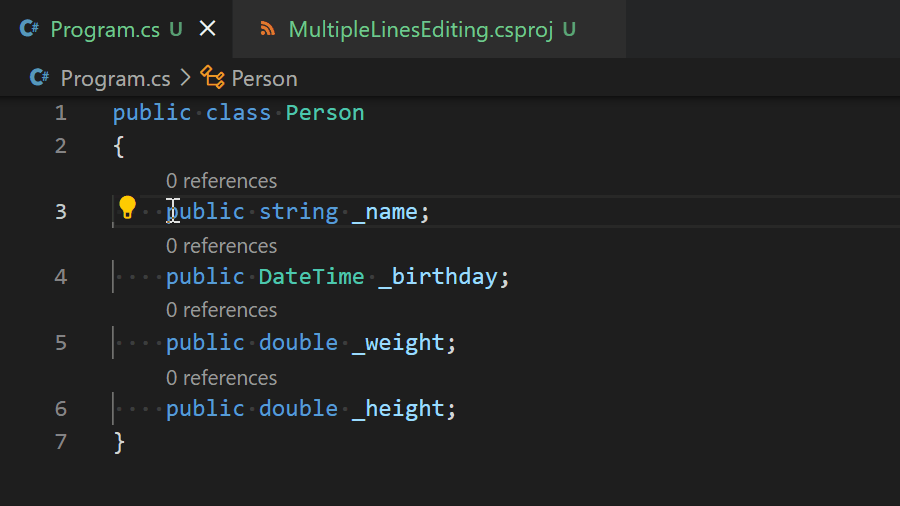 C# Program.cs U × MultipleLinesEditing.csproj U
C# Program.cs > Person
1 public class Person
2 {
0 references
3 public string _name;
0 references
4 public DateTime _birthday;
0 references
5 public double _weight;
0 references
6 public double _height;
7 }